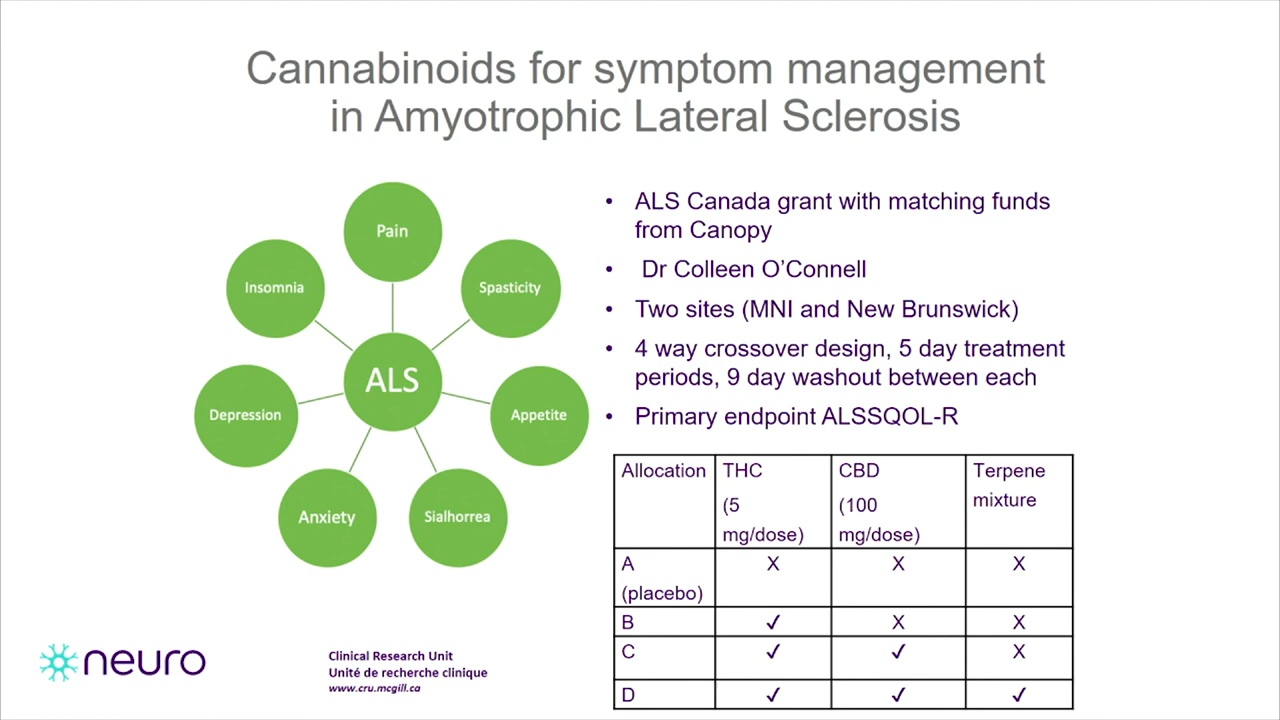 Cannabinoids for symptom management
in Amyotrophic Lateral Sclerosis
Pain
Insomnia
Spasticity
ALS
Depression
Appetite
Anxiety
Sialhorrea
• ALS Canada grant with matching funds
from Canopy
• Dr Colleen O’Connell
• Two sites (MNI and New Brunswick)
• 4 way crossover design, 5 day treatment
periods, 9 day washout between each
• Primary endpoint ALSSQOL-R
Allocation THC (5 mg/dose) CBD (100 mg/dose) Terpene mixture
A (placebo) X X X
B ✓ X X
C ✓ ✓ X
D ✓ ✓ ✓
neuro
Clinical Research Unit
Unité de recherche clinique
www.cru.mcgill.ca